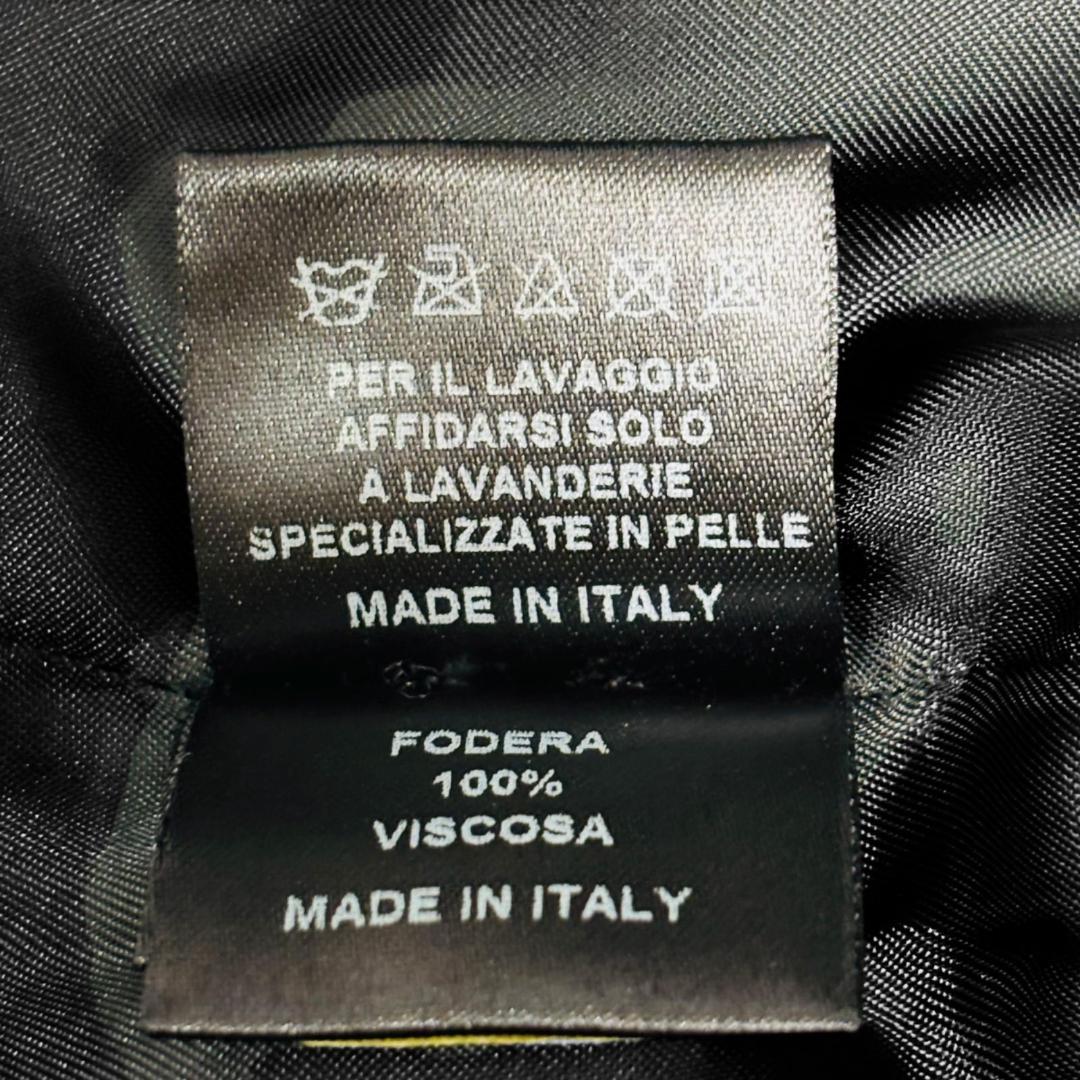 PER IL LAVAGGIO
AFFIDARSI SOLO
A LAVANDERIE
SPECIALIZZATE IN PELLE
MADE IN ITALY
FODERA
100%
VISCOSA
MADE IN ITALY